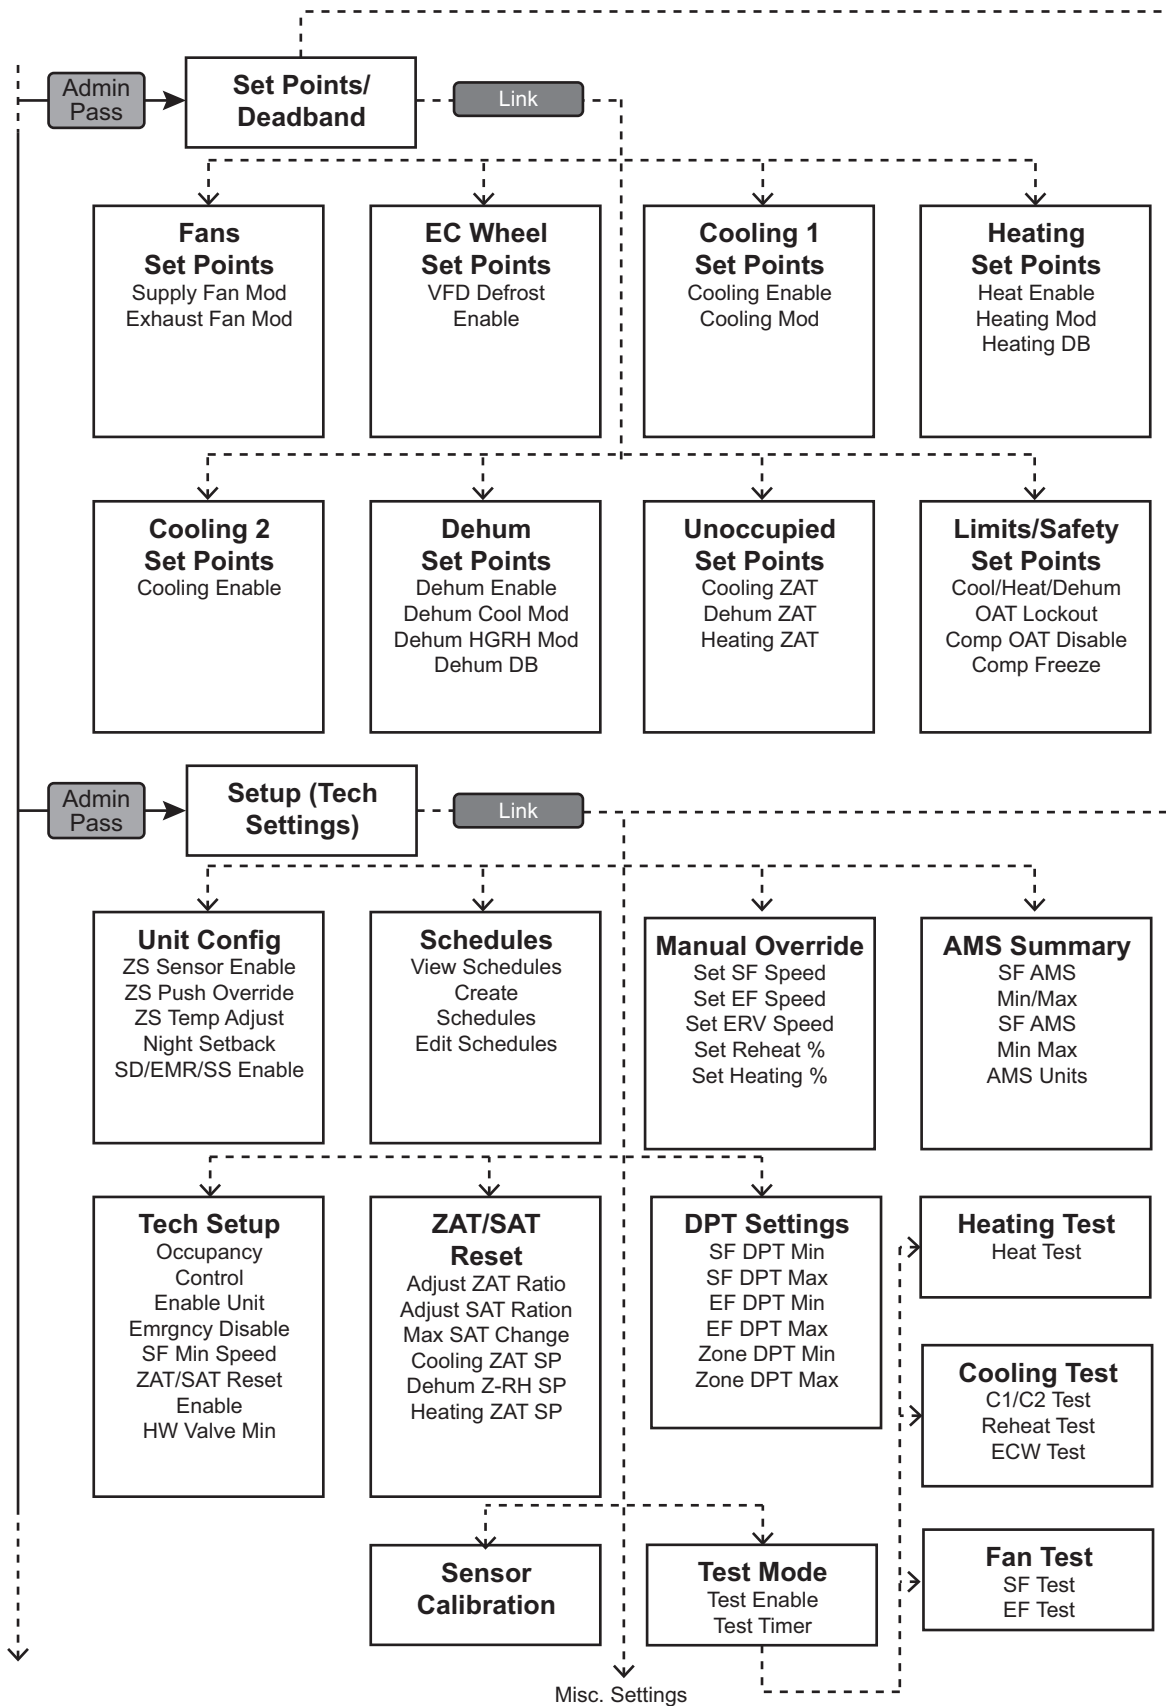 Admin
Pass
Set Points/
Deadband
Link
Fans
Set Points
Supply Fan Mod
Exhaust Fan Mod
EC Wheel
Set Points
VFD Defrost
Enable
Cooling 1
Set Points
Cooling Enable
Cooling Mod
Heating
Set Points
Heat Enable
Heating Mod
Heating DB
Cooling 2
Set Points
Cooling Enable
Dehum
Set Points
Dehum Enable
Dehum Cool Mod
Dehum HGRH Mod
Dehum DB
Unoccupied
Set Points
Cooling ZAT
Dehum ZAT
Heating ZAT
Limits/Safety
Set Points
Cool/Heat/Dehum
OAT Lockout
Comp OAT Disable
Comp Freeze
Admin
Pass
Setup (Tech
Settings)
Link
Unit Config
ZS Sensor Enable
ZS Push Override
ZS Temp Adjust
Night Setback
SD/EMR/SS Enable
Schedules
View Schedules
Create
Schedules
Edit Schedules
Manual Override
Set SF Speed
Set EF Speed
Set ERV Speed
Set Reheat %
Set Heating %
AMS Summary
SF AMS
Min/Max
SF AMS
Min Max
AMS Units
Tech Setup
Occupancy
Control
Enable Unit
Emrgncy Disable
SF Min Speed
ZAT/SAT Reset
Enable
HW Valve Min
ZAT/SAT
Reset
Adjust ZAT Ratio
Adjust SAT Ration
Max SAT Change
Cooling ZAT SP
Dehum Z-RH SP
Heating ZAT SP
DPT Settings
SF DPT Min
SF DPT Max
EF DPT Min
EF DPT Max
Zone DPT Min
Zone DPT Max
Heating Test
Heat Test
Cooling Test
C1/C2 Test
Reheat Test
ECW Test
Sensor
Calibration
Test Mode
Test Enable
Test Timer
Fan Test
SF Test
EF Test
Misc. Settings